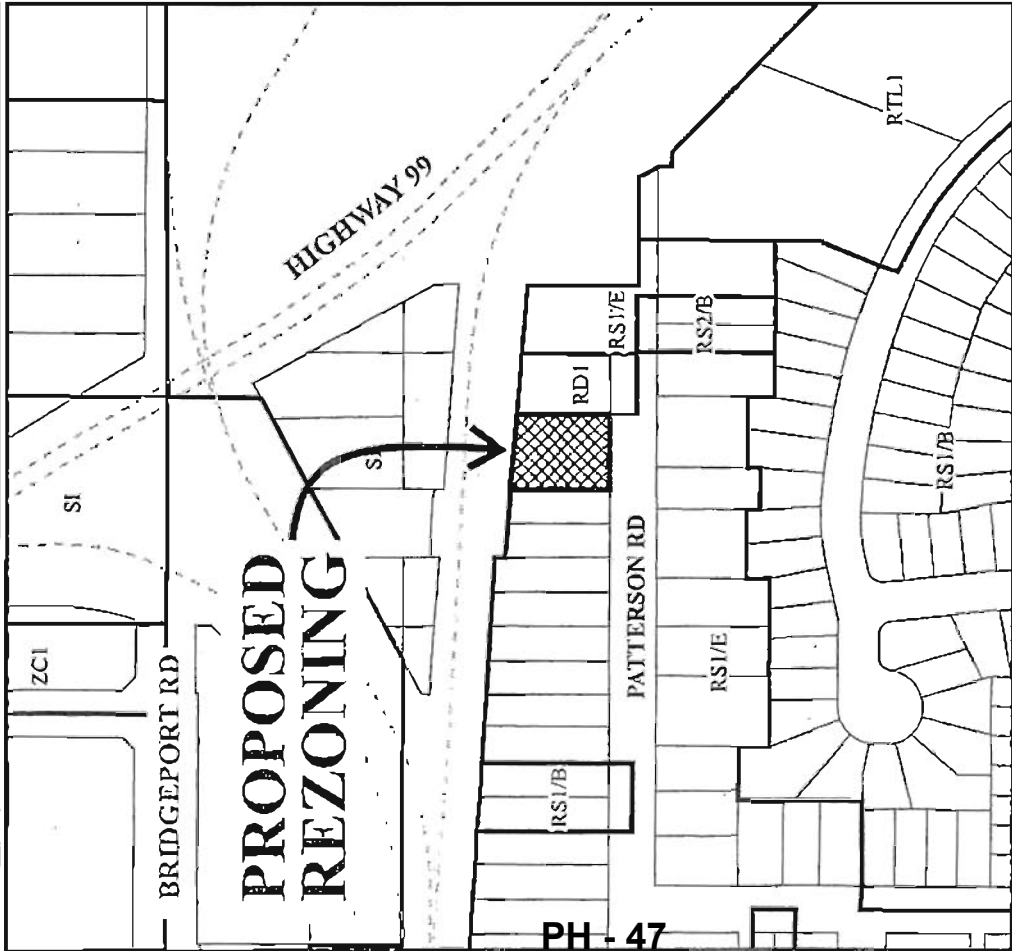 HIGHWAY 99
RTL1
RS1/E
RS2/B
RD1
SI
RS1/B
PROPOSED
REZONING
PATTERSON RD
RS1/E
ZC1
BRIDGEPORT RD
RS1/B
PH - 47